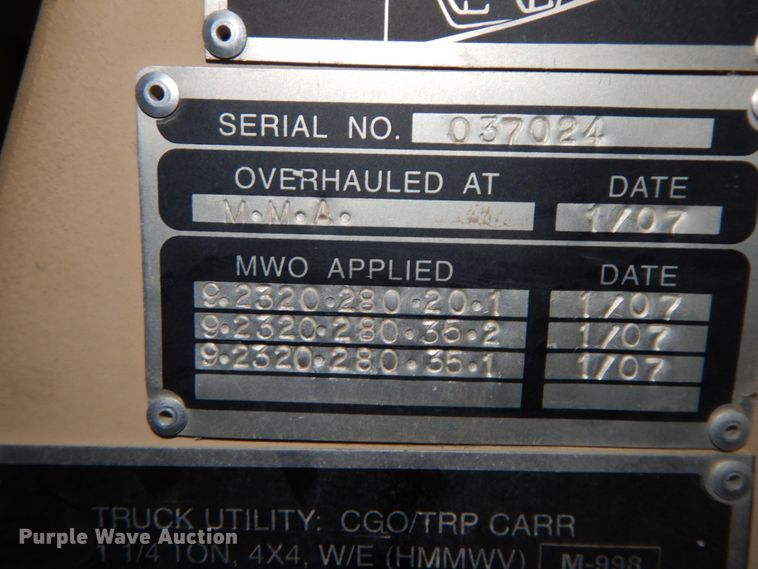 SERIAL NO. 037024
OVERHAULED AT DATE
M.M.A. 1/07
MWO APPLIED DATE
9.2320.280.20.1 1/07
9.2320.280.35.2 1/07
9.2320.280.35.1 1/07
TRUCK UTILITY: CGO/TRP CARR
1 1/4 TON, 4X4, W/E (HMMWV) M-998
Purple Wave Auction